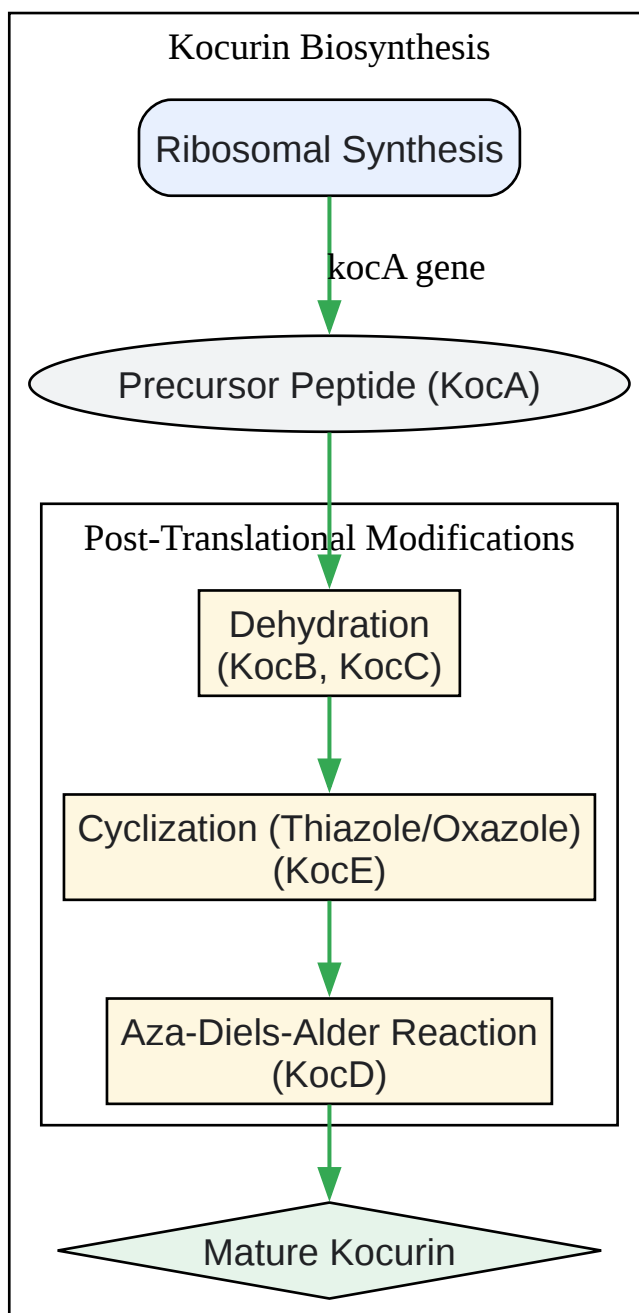 Kocurin Biosynthesis
Ribosomal Synthesis
kocA gene
Precursor Peptide (KocA)
Post-Translational Modifications
Dehydration
(KocB, KocC)
Cyclization (Thiazole/Oxazole)
(KocE)
Aza-Diels-Alder Reaction
(KocD)
Mature Kocurin